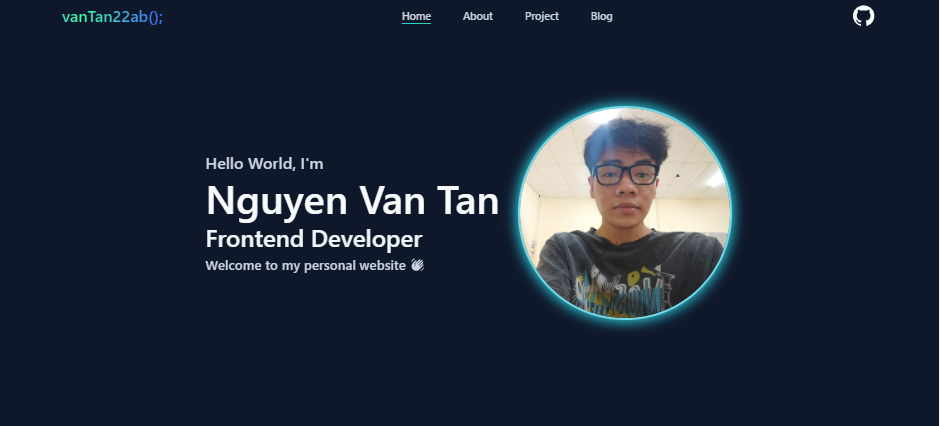 vanTan22ab();
Home About Project Blog
Hello World, I'm
Nguyen Van Tan
Frontend Developer
Welcome to my personal website 👋